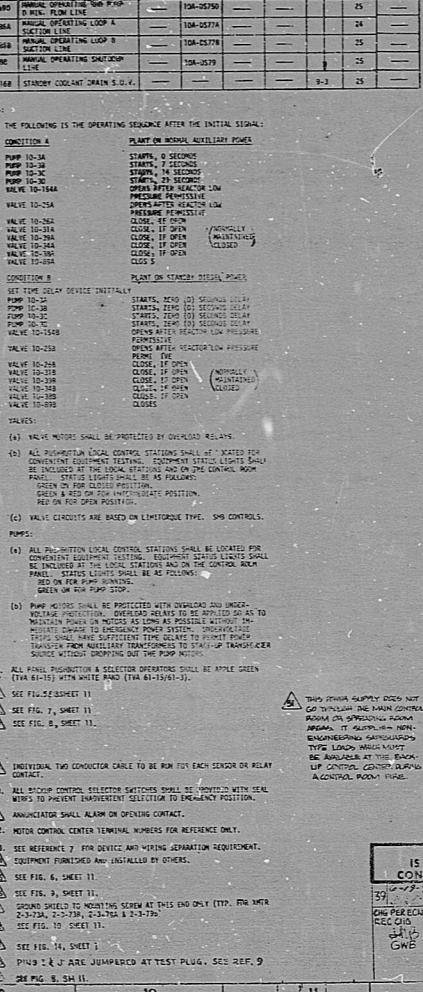 MANUAL OPERATING RHR PUMP
D MIN. FLOW LINE — 10A-DS75D — — — 25
MANUAL OPERATING LOOP A
SUCTION LINE — 10A-DS77A — — — 24
MANUAL OPERATING LOOP B
SUCTION LINE — 10A-DS77B — — — 25
MANUAL OPERATING SHUTDOWN
LINE — 10A-DS79 — — 25
STANDBY COOLANT DRAIN S.O.V. — — — — 9-3 25
THE FOLLOWING IS THE OPERATING SEQUENCE AFTER THE INITIAL SIGNAL:
CONDITION A PLANT ON NORMAL AUXILIARY POWER
PUMP 10-3A STARTS, 0 SECONDS
PUMP 10-3B STARTS, 7 SECONDS
PUMP 10-3C STARTS, 14 SECONDS
PUMP 10-3D STARTS, 21 SECONDS
VALVE 10-154A OPENS AFTER REACTOR LOW
PRESSURE PERMISSIVE
VALVE 10-25A OPENS AFTER REACTOR LOW
PRESSURE PERMISSIVE
VALVE 10-26A CLOSE, IF OPEN
VALVE 10-31A CLOSE, IF OPEN (NORMALLY
VALVE 10-39A CLOSE, IF OPEN MAINTAINED
VALVE 10-34A CLOSE, IF OPEN CLOSED)
VALVE 10-38A CLOSE, IF OPEN
VALVE 10-89A CLOS S
CONDITION B PLANT ON STANDBY DIESEL POWER
SET TIME DELAY DEVICE INITIALLY
PUMP 10-3A STARTS, ZERO (0) SECONDS DELAY
PUMP 10-3B STARTS, ZERO (0) SECONDS DELAY
PUMP 10-3C STARTS, ZERO (0) SECONDS DELAY
PUMP 10-3D STARTS, ZERO (0) SECONDS DELAY
VALVE 10-154B OPENS AFTER REACTOR LOW PRESSURE
PERMISSIVE
VALVE 10-25B OPENS AFTER REACTOR LOW PRESSURE
PERMI IVE
VALVE 10-26B CLOSE, IF OPEN
VALVE 10-31B CLOSE, IF OPEN (NORMALLY
VALVE 10-39B CLOSE, IF OPEN MAINTAINED
VALVE 10-34B CLOSE, IF OPEN CLOSED)
VALVE 10-38B CLOSE, IF OPEN
VALVE 10-89B CLOSES
VALVES:
(a) VALVE MOTORS SHALL BE PROTECTED BY OVERLOAD RELAYS.
(b) ALL PUSHBUTTON LOCAL CONTROL STATIONS SHALL BE LOCATED FOR
CONVENIENT EQUIPMENT TESTING. EQUIPMENT STATUS LIGHTS SHALL
BE INCLUDED AT THE LOCAL STATIONS AND ON THE CONTROL ROOM
PANEL. STATUS LIGHTS SHALL BE AS FOLLOWS:
GREEN ON FOR CLOSED POSITION.
GREEN & RED ON FOR INTERMEDIATE POSITION.
RED ON FOR OPEN POSITION.
(c) VALVE CIRCUITS ARE BASED ON LIMITORQUE TYPE. SMB CONTROLS.
PUMPS:
(a) ALL PUSHBUTTON LOCAL CONTROL STATIONS SHALL BE LOCATED FOR
CONVENIENT EQUIPMENT TESTING. EQUIPMENT STATUS LIGHTS SHALL
BE INCLUDED AT THE LOCAL STATIONS AND ON THE CONTROL ROOM
PANEL. STATUS LIGHTS SHALL BE AS FOLLOWS:
RED ON FOR PUMP RUNNING.
GREEN ON FOR PUMP STOP.
(b) PUMP MOTORS SHALL BE PROTECTED WITH OVERLOAD AND UNDER-
VOLTAGE PROTECTION. OVERLOAD RELAYS TO BE APPLIED SO AS TO
MAINTAIN POWER ON MOTORS AS LONG AS POSSIBLE WITHOUT IM-
MEDIATE DAMAGE TO EMERGENCY POWER SYSTEM. UNDERVOLTAGE
TRIPS SHALL HAVE SUFFICIENT TIME DELAYS TO PERMIT POWER
TRANSFER FROM AUXILIARY TRANSFORMERS TO START-UP TRANSFORMER
SOURCE WITHOUT DROPPING OUT THE PUMP MOTORS.
ALL PANEL PUSHBUTTON & SELECTOR OPERATORS SHALL BE APPLE GREEN
(TVA 61-15) WITH WHITE BAND (TVA 61-15/61-3).
SEE FIG.5&SHEET 11
SEE FIG. 7, SHEET 11.
SEE FIG. 8, SHEET 11.
51 THIS POWER SUPPLY DOES NOT
GO THROUGH THE MAIN CONTROL
ROOM OR SPREADING ROOM
AREAS. IT SUPPLIES NON-
ENGINEERING SAFEGUARDS
TYPE LOADS WHICH MUST
BE AVAILABLE AT THE BACK-
UP CONTROL CENTER DURING
A CONTROL ROOM FIRE.
INDIVIDUAL TWO CONDUCTOR CABLE TO BE RUN FOR EACH SENSOR OR RELAY
CONTACT.
ALL BACKUP CONTROL SELECTOR SWITCHES SHALL BE PROVIDED WITH SEAL
WIRES TO PREVENT INADVERTENT SELECTION TO EMERGENCY POSITION.
ANNUNCIATOR SHALL ALARM ON OPENING CONTACT.
MOTOR CONTROL CENTER TERMINAL NUMBERS FOR REFERENCE ONLY.
SEE REFERENCE 7 FOR DEVICE AND WIRING SEPARATION REQUIREMENT.
EQUIPMENT FURNISHED AND INSTALLED BY OTHERS.
SEE FIG. 6, SHEET 11.
SEE FIG. 9, SHEET 11.
GROUND SHIELD TO MOUNTING SCREW AT THIS END ONLY (TYP. FOR XMTR
2-3-73A, 2-3-73B,
SEE FIG. 10 SHEET 11.
SEE FIG. 14, SHEET 1
PINS & J ARE JUMPERED AT TEST PLUG. SEE REF. 9
SEE FIG. 5. SH 11.
IS
CON
39
CHG PER ECN
GWB
11